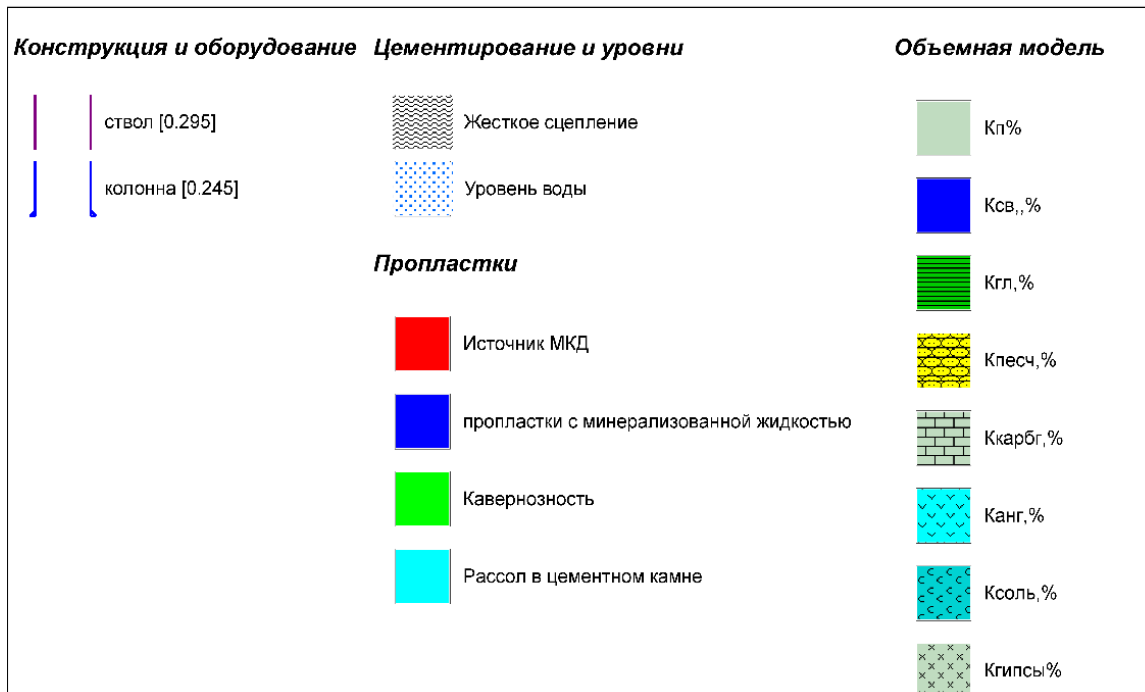 Конструкция и оборудование
ствол [0.295]
колонна [0.245]
Цементирование и уровни
Жесткое сцепление
Уровень воды
Пропластки
Источник МКД
пропластки с минерализованной жидкостью
Кавернозность
Рассол в цементном камне
Объемная модель
Кп%
Ксв,,%
Кгл,%
Кпесч,%
Ккарбг,%
Канг,%
Ксоль,%
Кгипсы%